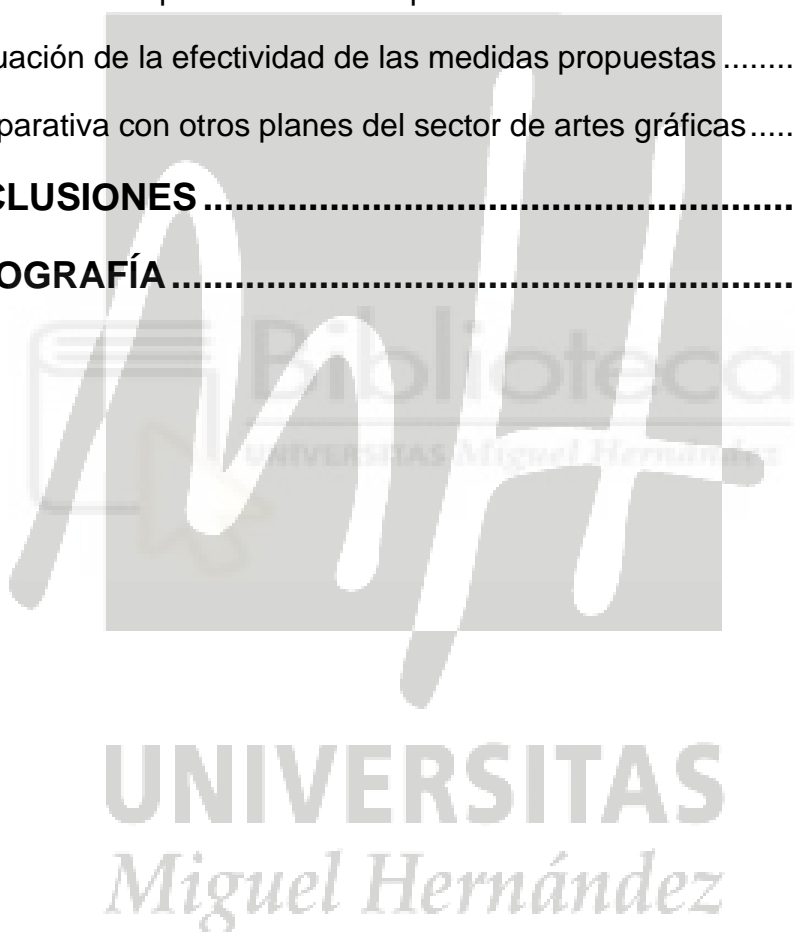 uación de la efectividad de las medidas propuestas ........
parativa con otros planes del sector de artes gráficas.....
CLUSIONES ........................................................
OGRAFÍA ...........................................................
Biblioteca
UNIVERSITAS Miguel Hernández
UNIVERSITAS
Miguel Hernández